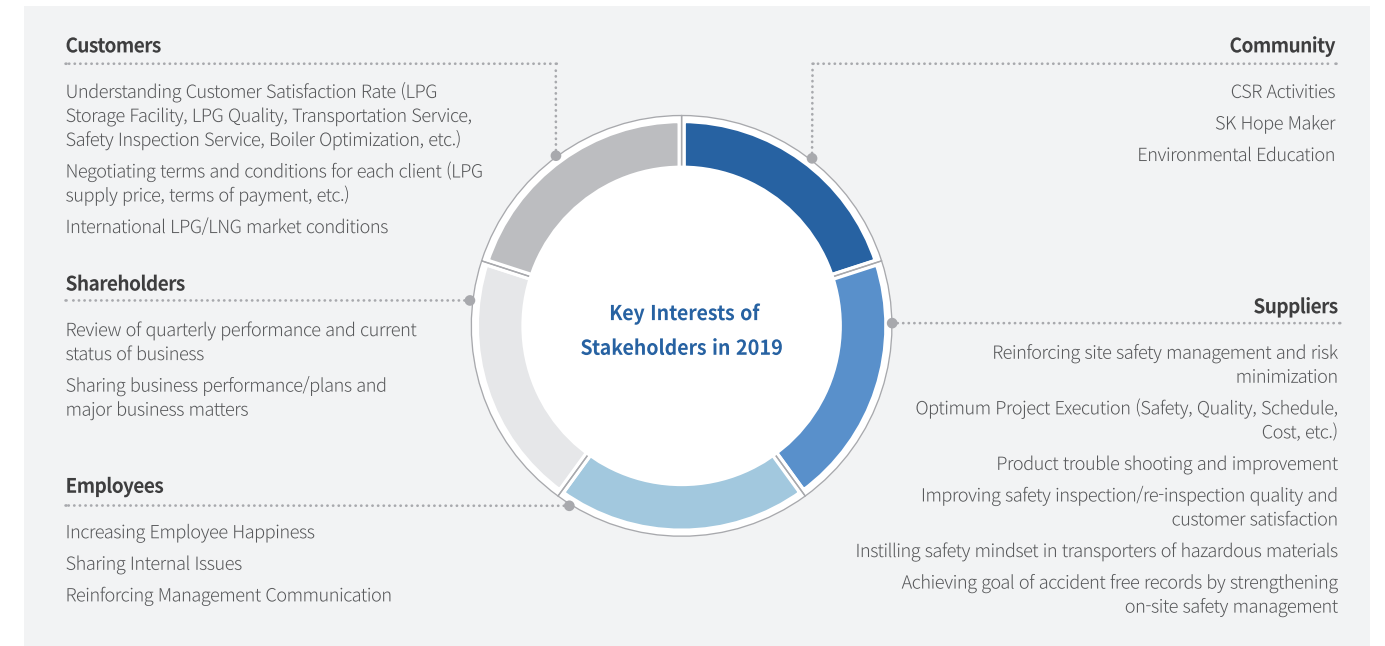 Customers
Understanding Customer Satisfaction Rate (LPG
Storage Facility, LPG Quality, Transportation Service,
Safety Inspection Service, Boiler Optimization, etc.)
Negotiating terms and conditions for each client (LPG
supply price, terms of payment, etc.)
International LPG/LNG market conditions
Shareholders
Review of quarterly performance and current
status of business
Sharing business performance/plans and
major business matters
Employees
Increasing Employee Happiness
Sharing Internal Issues
Reinforcing Management Communication
Key Interests of
Stakeholders in 2019
Community
CSR Activities
SK Hope Maker
Environmental Education
Suppliers
Reinforcing site safety management and risk
minimization
Optimum Project Execution (Safety, Quality, Schedule,
Cost, etc.)
Product trouble shooting and improvement
Improving safety inspection/re-inspection quality and
customer satisfaction
Instilling safety mindset in transporters of hazardous materials
Achieving goal of accident free records by strengthening
on-site safety management